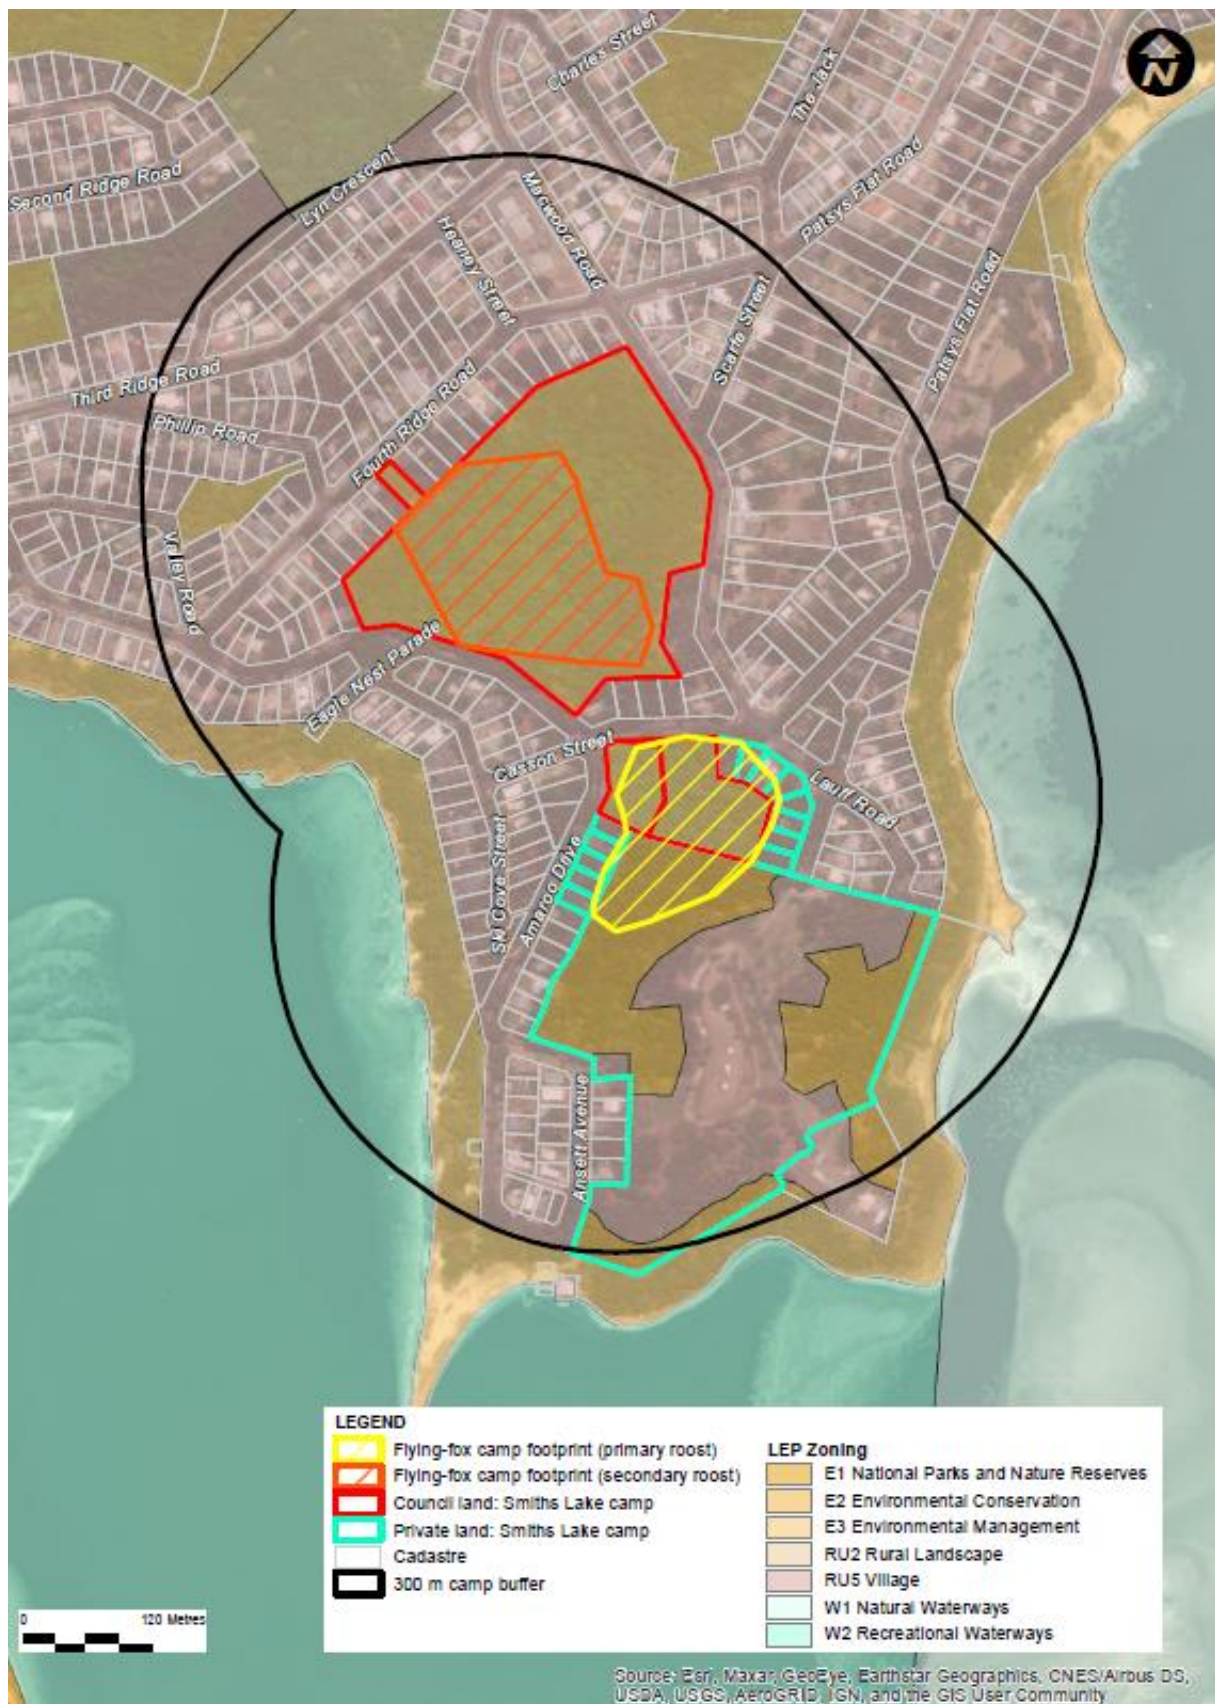 N
Charles Street
The Jack
Second Ridge Road
Lyn Crescent
Macwood Road
Patsys Flat Road
Heaney Street
Patsys Flat Road
Scarfe Street
Third Ridge Road
Phillip Road
Fourth Ridge Road
Valley Road
Eagle Nest Parade
Casson Street
Lauff Road
Amaroo Drive
Ski Cove Street
Ansett Avenue
LEGEND
Flying-fox camp footprint (primary roost)
Flying-fox camp footprint (secondary roost)
Council land: Smiths Lake camp
Private land: Smiths Lake camp
Cadastre
300 m camp buffer
LEP Zoning
E1 National Parks and Nature Reserves
E2 Environmental Conservation
E3 Environmental Management
RU2 Rural Landscape
RU5 Village
W1 Natural Waterways
W2 Recreational Waterways
0 120 Metres
Source: Esri, Maxar, GeoEye, Earthstar Geographics, CNES/Airbus DS,
USDA, USGS, AeroGRID, IGN, and the GIS User Community